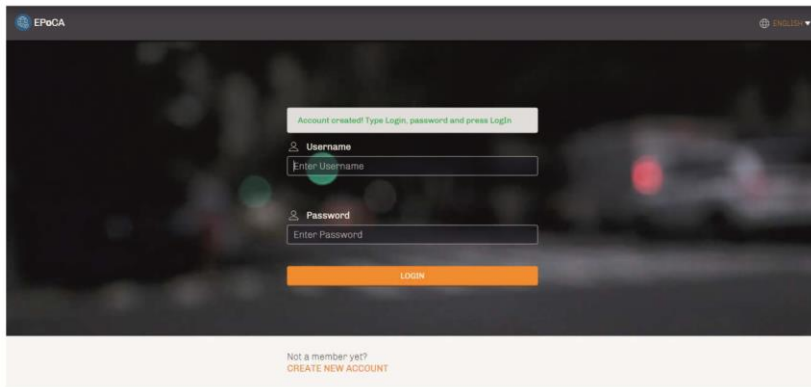 EPoCA
ENGLISH
Account created! Type Login, password and press LogIn
Username
Enter Username
Password
Enter Password
LOGIN
Not a member yet?
CREATE NEW ACCOUNT